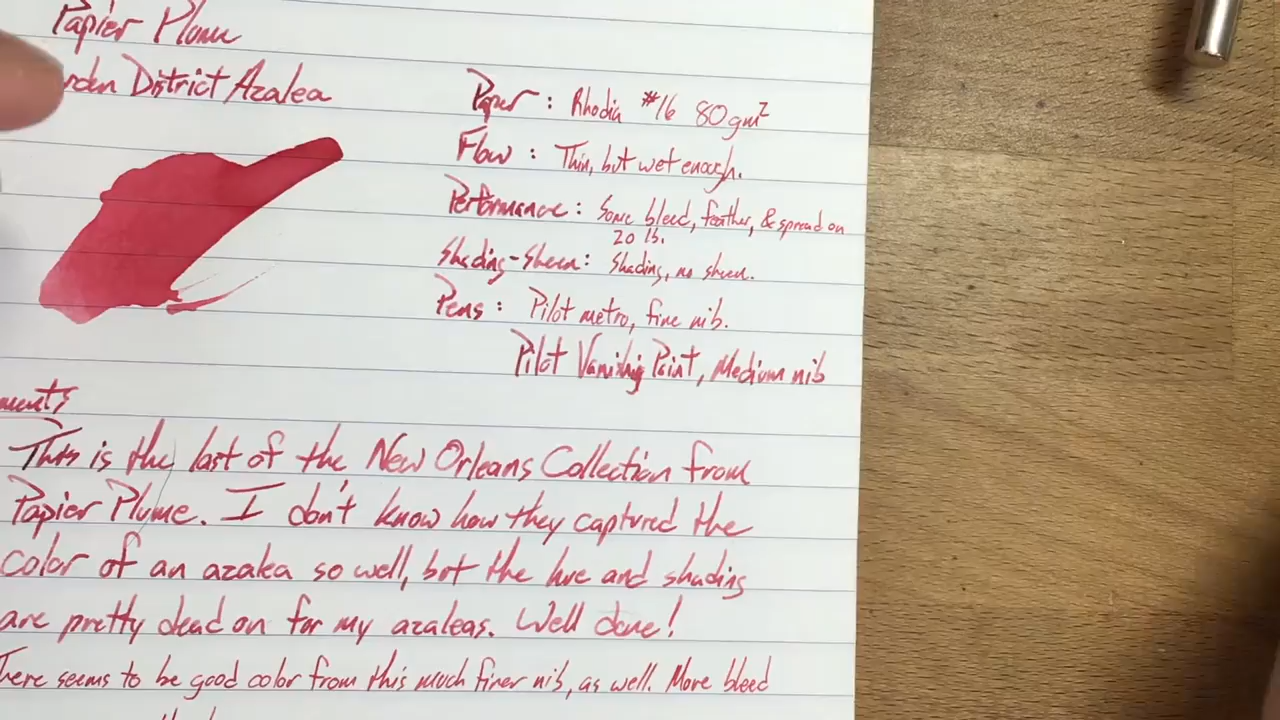 Papier Plume
rden District Azalea
Paper : Rhodia #16 80gm²
Flow : Thin, but wet enough.
Performance : Some bleed, feather, & spread on
20 lb.
Shading-Sheen: Shading, no sheen.
Pens : Pilot metro, fine nib.
Pilot Vanishing Point, Medium nib
ments
This is the last of the New Orleans Collection from
Papier Plume. I don't know how they captured the
color of an azalea so well, but the hue and shading
are pretty dead on for my azaleas. Well done!
There seems to be good color from this much finer nib, as well. More bleed